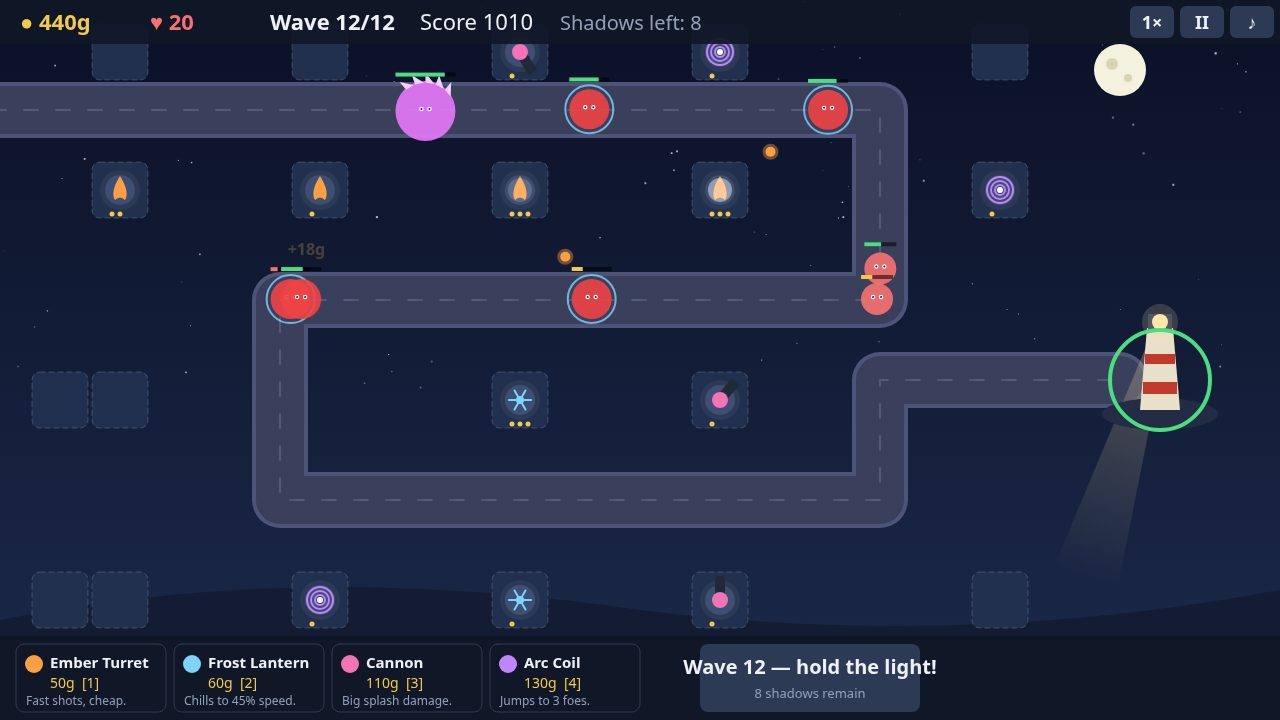 440g
♥ 20
Wave 12/12
Score 1010
Shadows left: 8
1×
II
♪
+18g
Ember Turret
50g [1]
Fast shots, cheap.
Frost Lantern
60g [2]
Chills to 45% speed.
Cannon
110g [3]
Big splash damage.
Arc Coil
130g [4]
Jumps to 3 foes.
Wave 12 — hold the light!
8 shadows remain